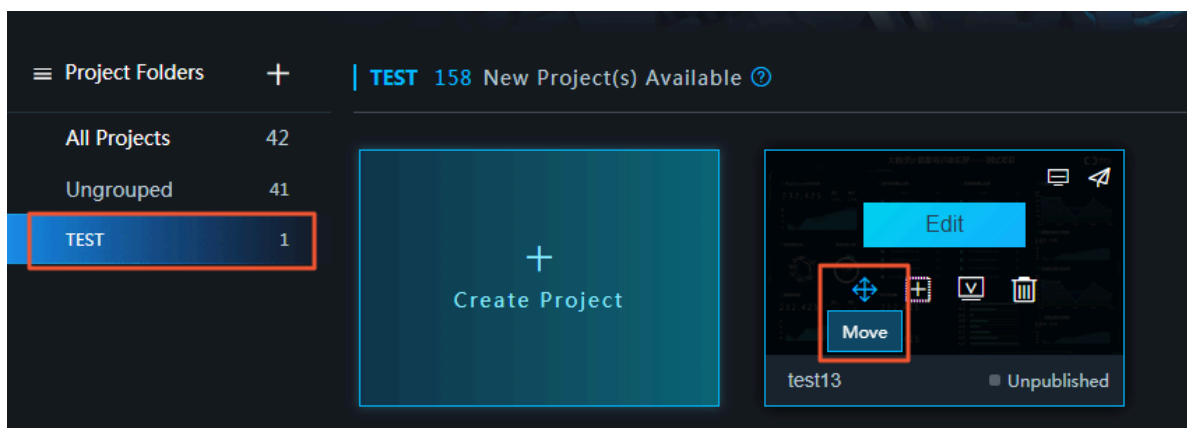 Project Folders +
TEST 158 New Project(s) Available ?
All Projects 42
Ungrouped 41
TEST 1
+
Create Project
Edit
V
Move
test13
Unpublished